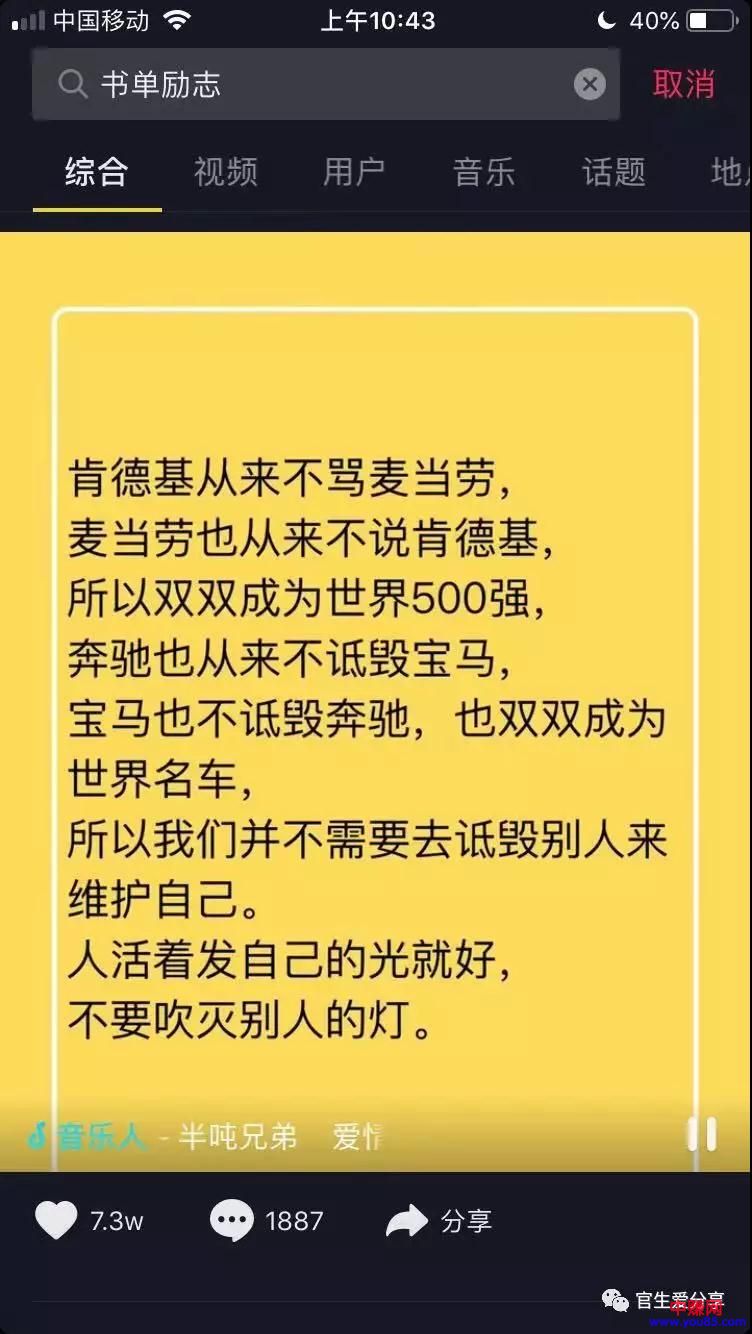 中国移动 上午10:43 40%
书单励志 取消
综合 视频 用户 音乐 话题
肯德基从来不骂麦当劳，
麦当劳也从来不说肯德基，
所以双双成为世界500强，
奔驰也从来不诋毁宝马，
宝马也不诋毁奔驰，也双双成为
世界名车，
所以我们并不需要去诋毁别人来
维护自己。
人活着发自己的光就好，
不要吹灭别人的灯。
音乐人 - 半吨兄弟 爱情
7.3w 1887 分享
官生爱分享
中赚网
www.you85.com